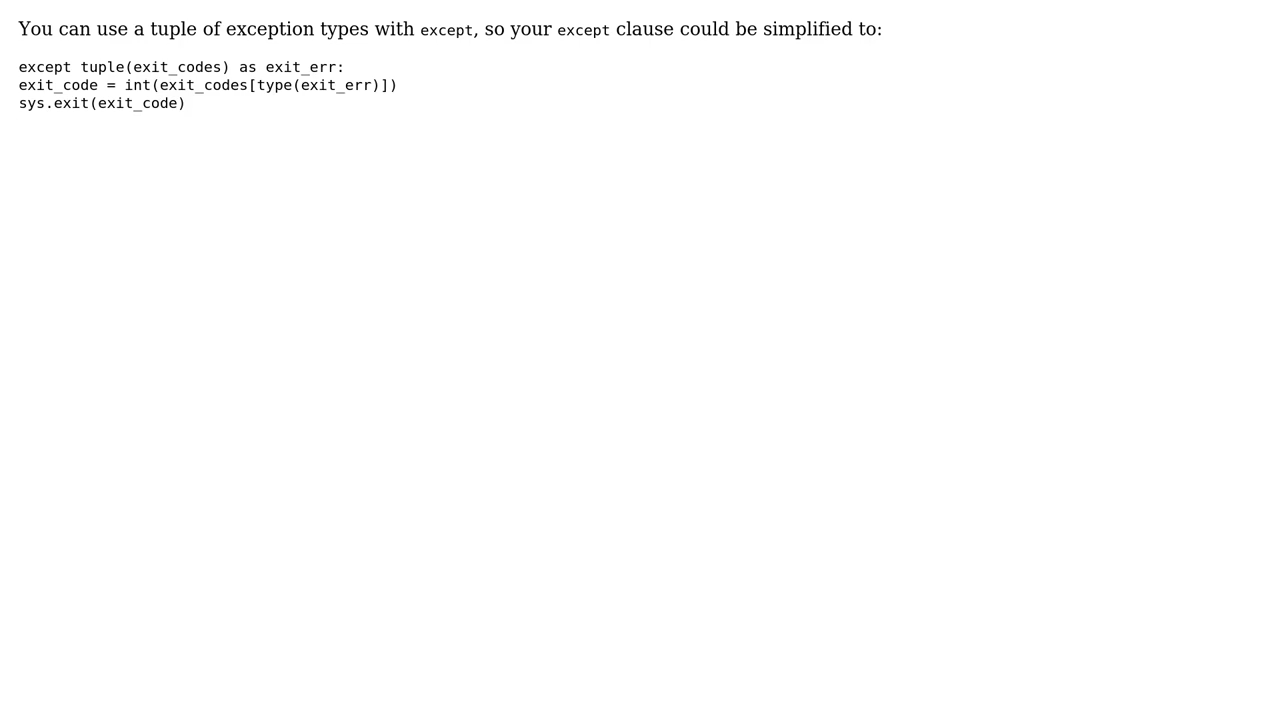 You can use a tuple of exception types with except, so your except clause could be simplified to:
except tuple(exit_codes) as exit_err:
exit_code = int(exit_codes[type(exit_err)])
sys.exit(exit_code)